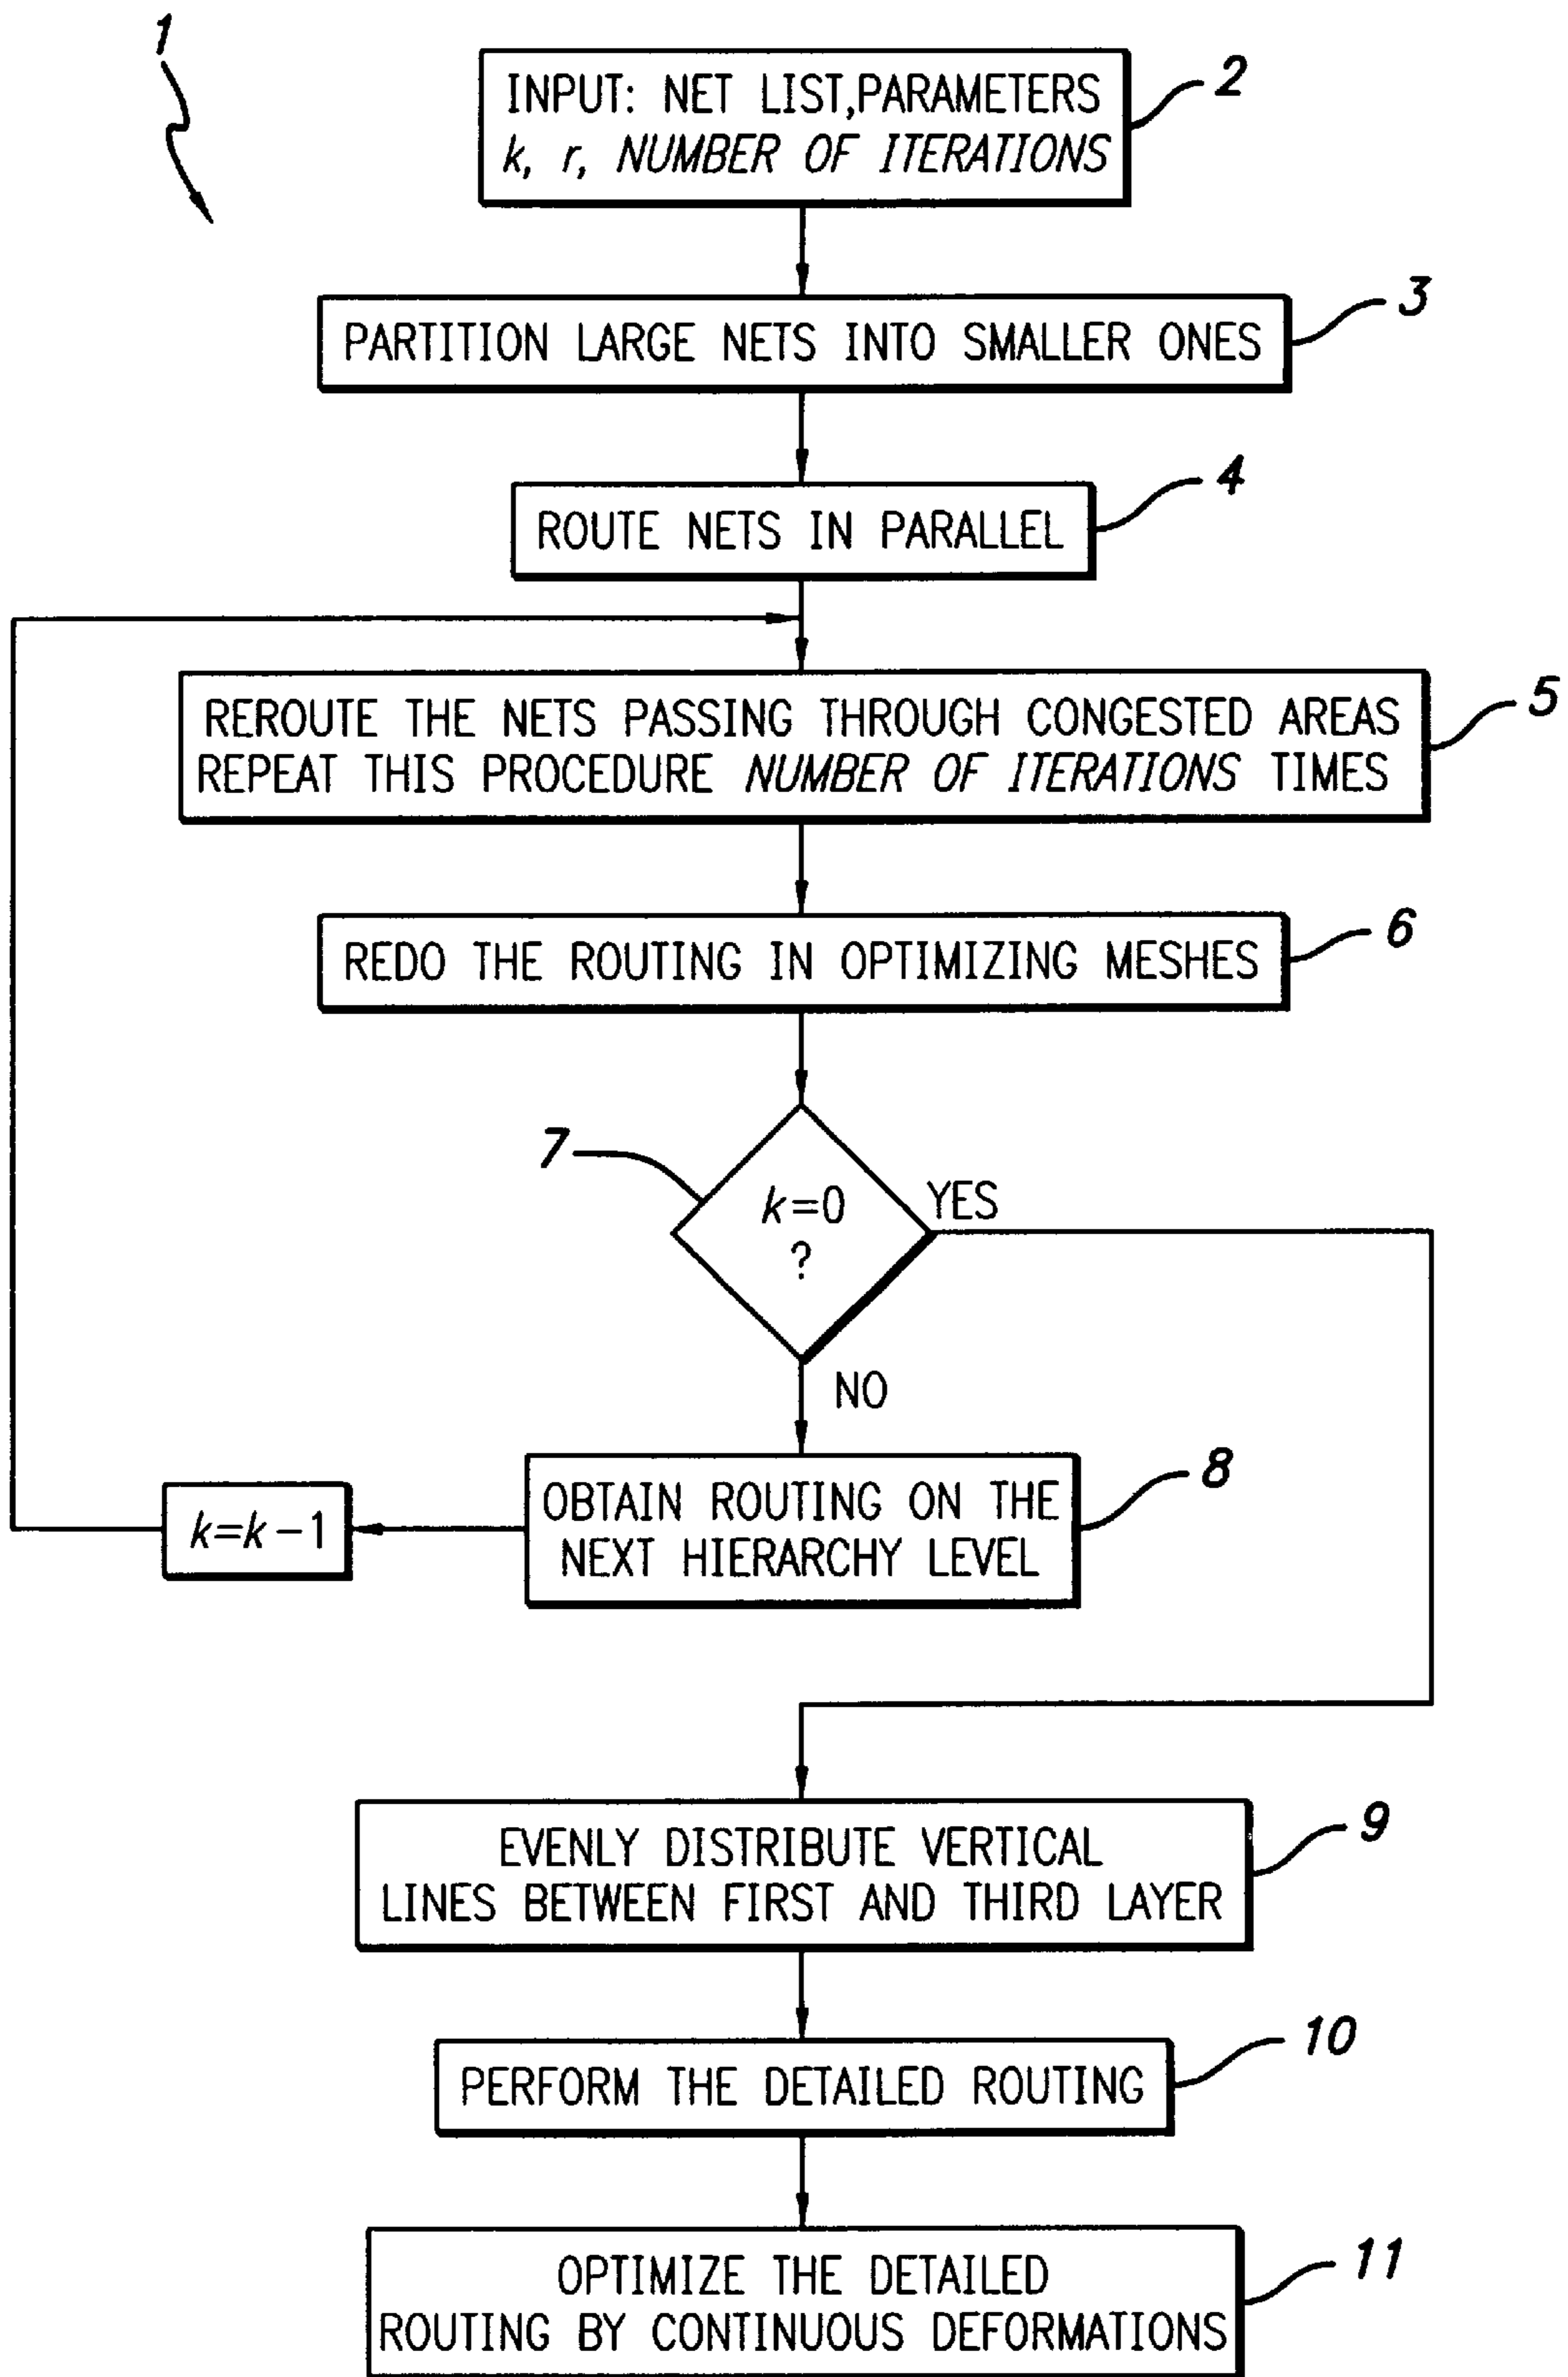 1
INPUT: NET LIST,PARAMETERS
k, r, NUMBER OF ITERATIONS
2
PARTITION LARGE NETS INTO SMALLER ONES
3
ROUTE NETS IN PARALLEL
4
REROUTE THE NETS PASSING THROUGH CONGESTED AREAS
REPEAT THIS PROCEDURE NUMBER OF ITERATIONS TIMES
5
REDO THE ROUTING IN OPTIMIZING MESHES
6
7
k=0
?
YES
NO
OBTAIN ROUTING ON THE
NEXT HIERARCHY LEVEL
8
k=k-1
EVENLY DISTRIBUTE VERTICAL
LINES BETWEEN FIRST AND THIRD LAYER
9
PERFORM THE DETAILED ROUTING
10
OPTIMIZE THE DETAILED
ROUTING BY CONTINUOUS DEFORMATIONS
11